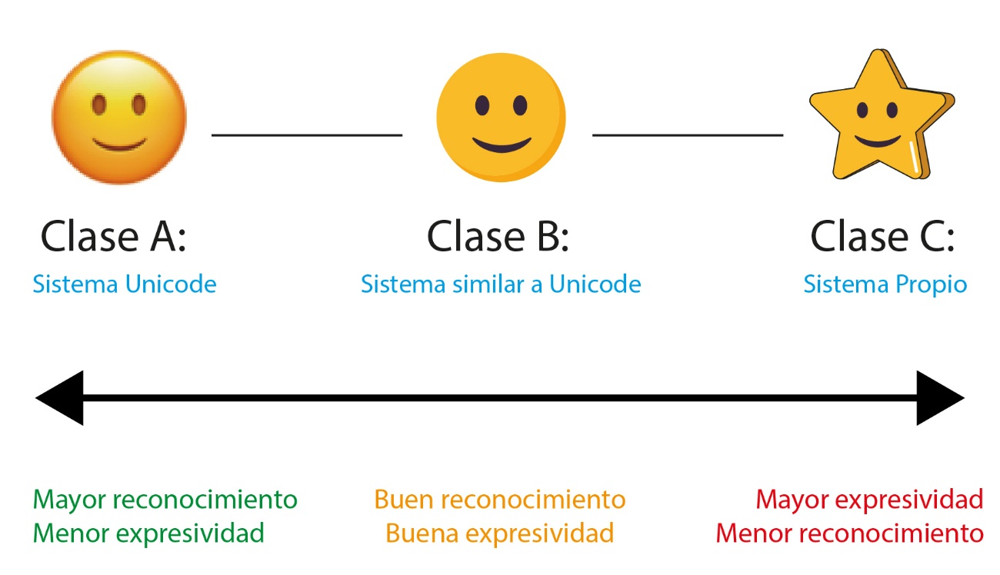 Clase A:
Sistema Unicode
Clase B:
Sistema similar a Unicode
Clase C:
Sistema Propio
Mayor reconocimiento
Menor expresividad
Buen reconocimiento
Buena expresividad
Mayor expresividad
Menor reconocimiento